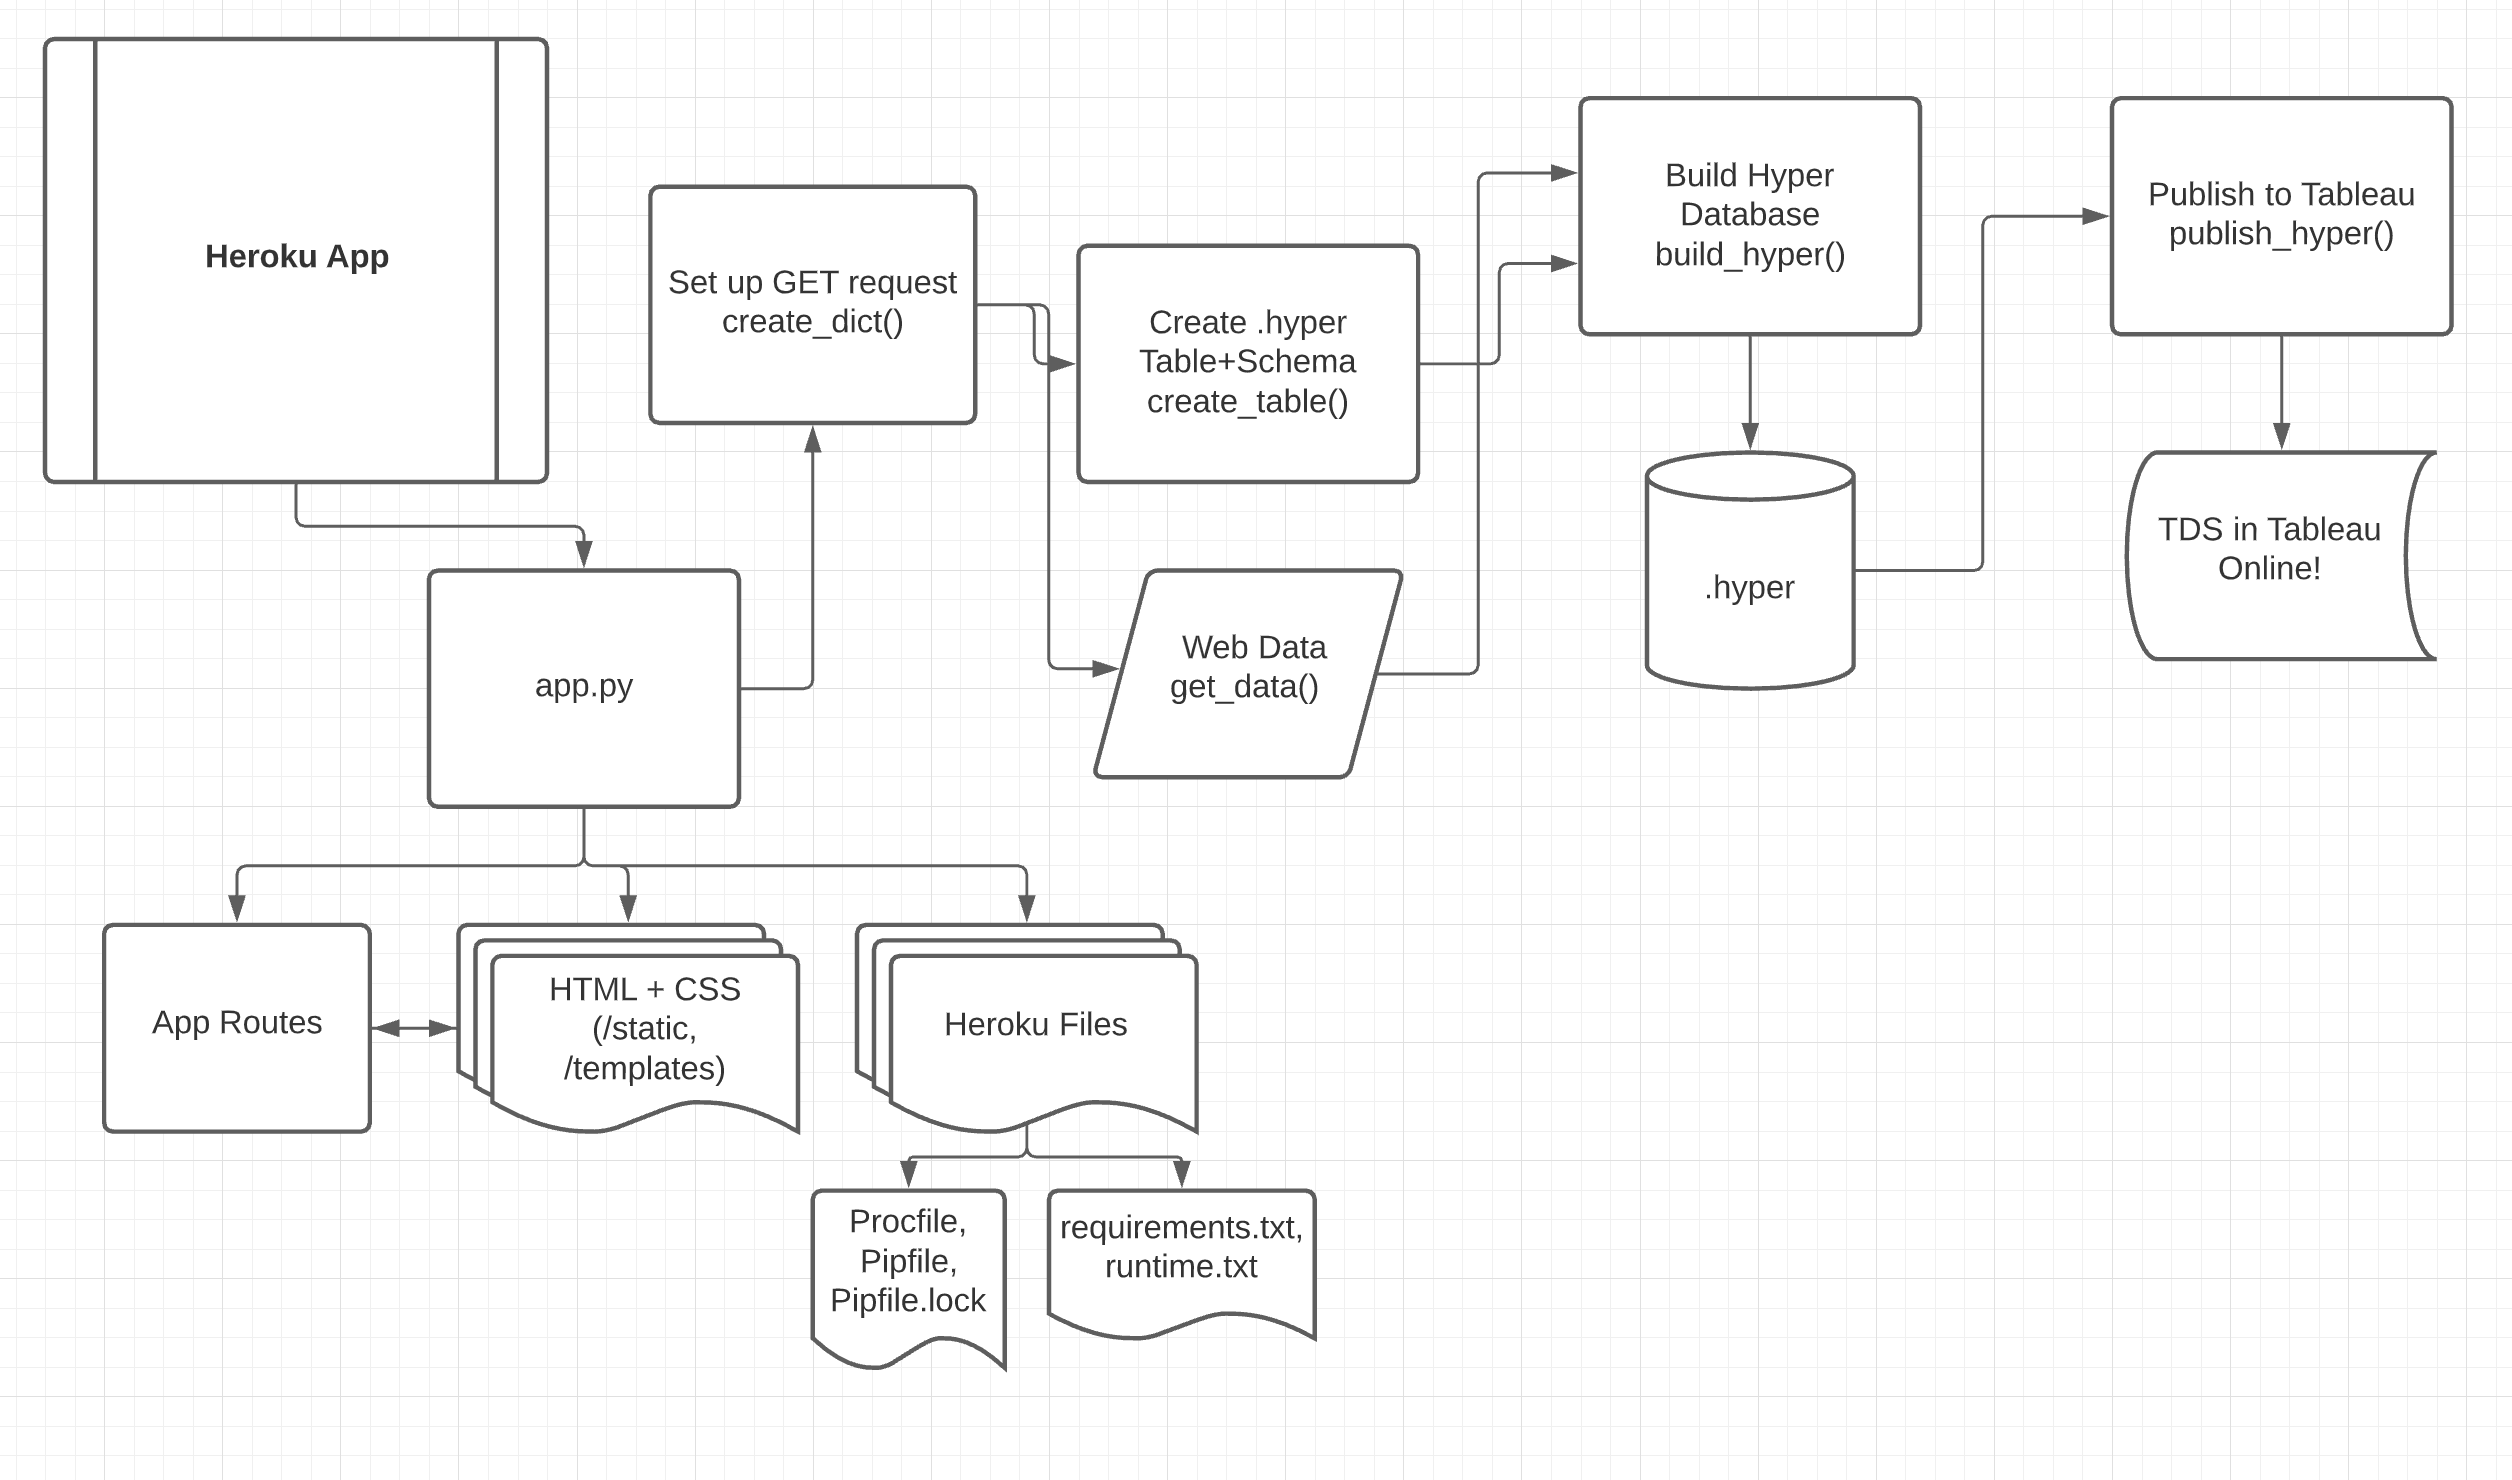 Heroku App
Set up GET request
create_dict()
Create .hyper
Table+Schema
create_table()
Build Hyper
Database
build_hyper()
Publish to Tableau
publish_hyper()
app.py
Web Data
get_data()
.hyper
TDS in Tableau
Online!
App Routes
HTML + CSS
(/static,
/templates)
Heroku Files
Procfile,
Pipfile,
Pipfile.lock
requirements.txt,
runtime.txt